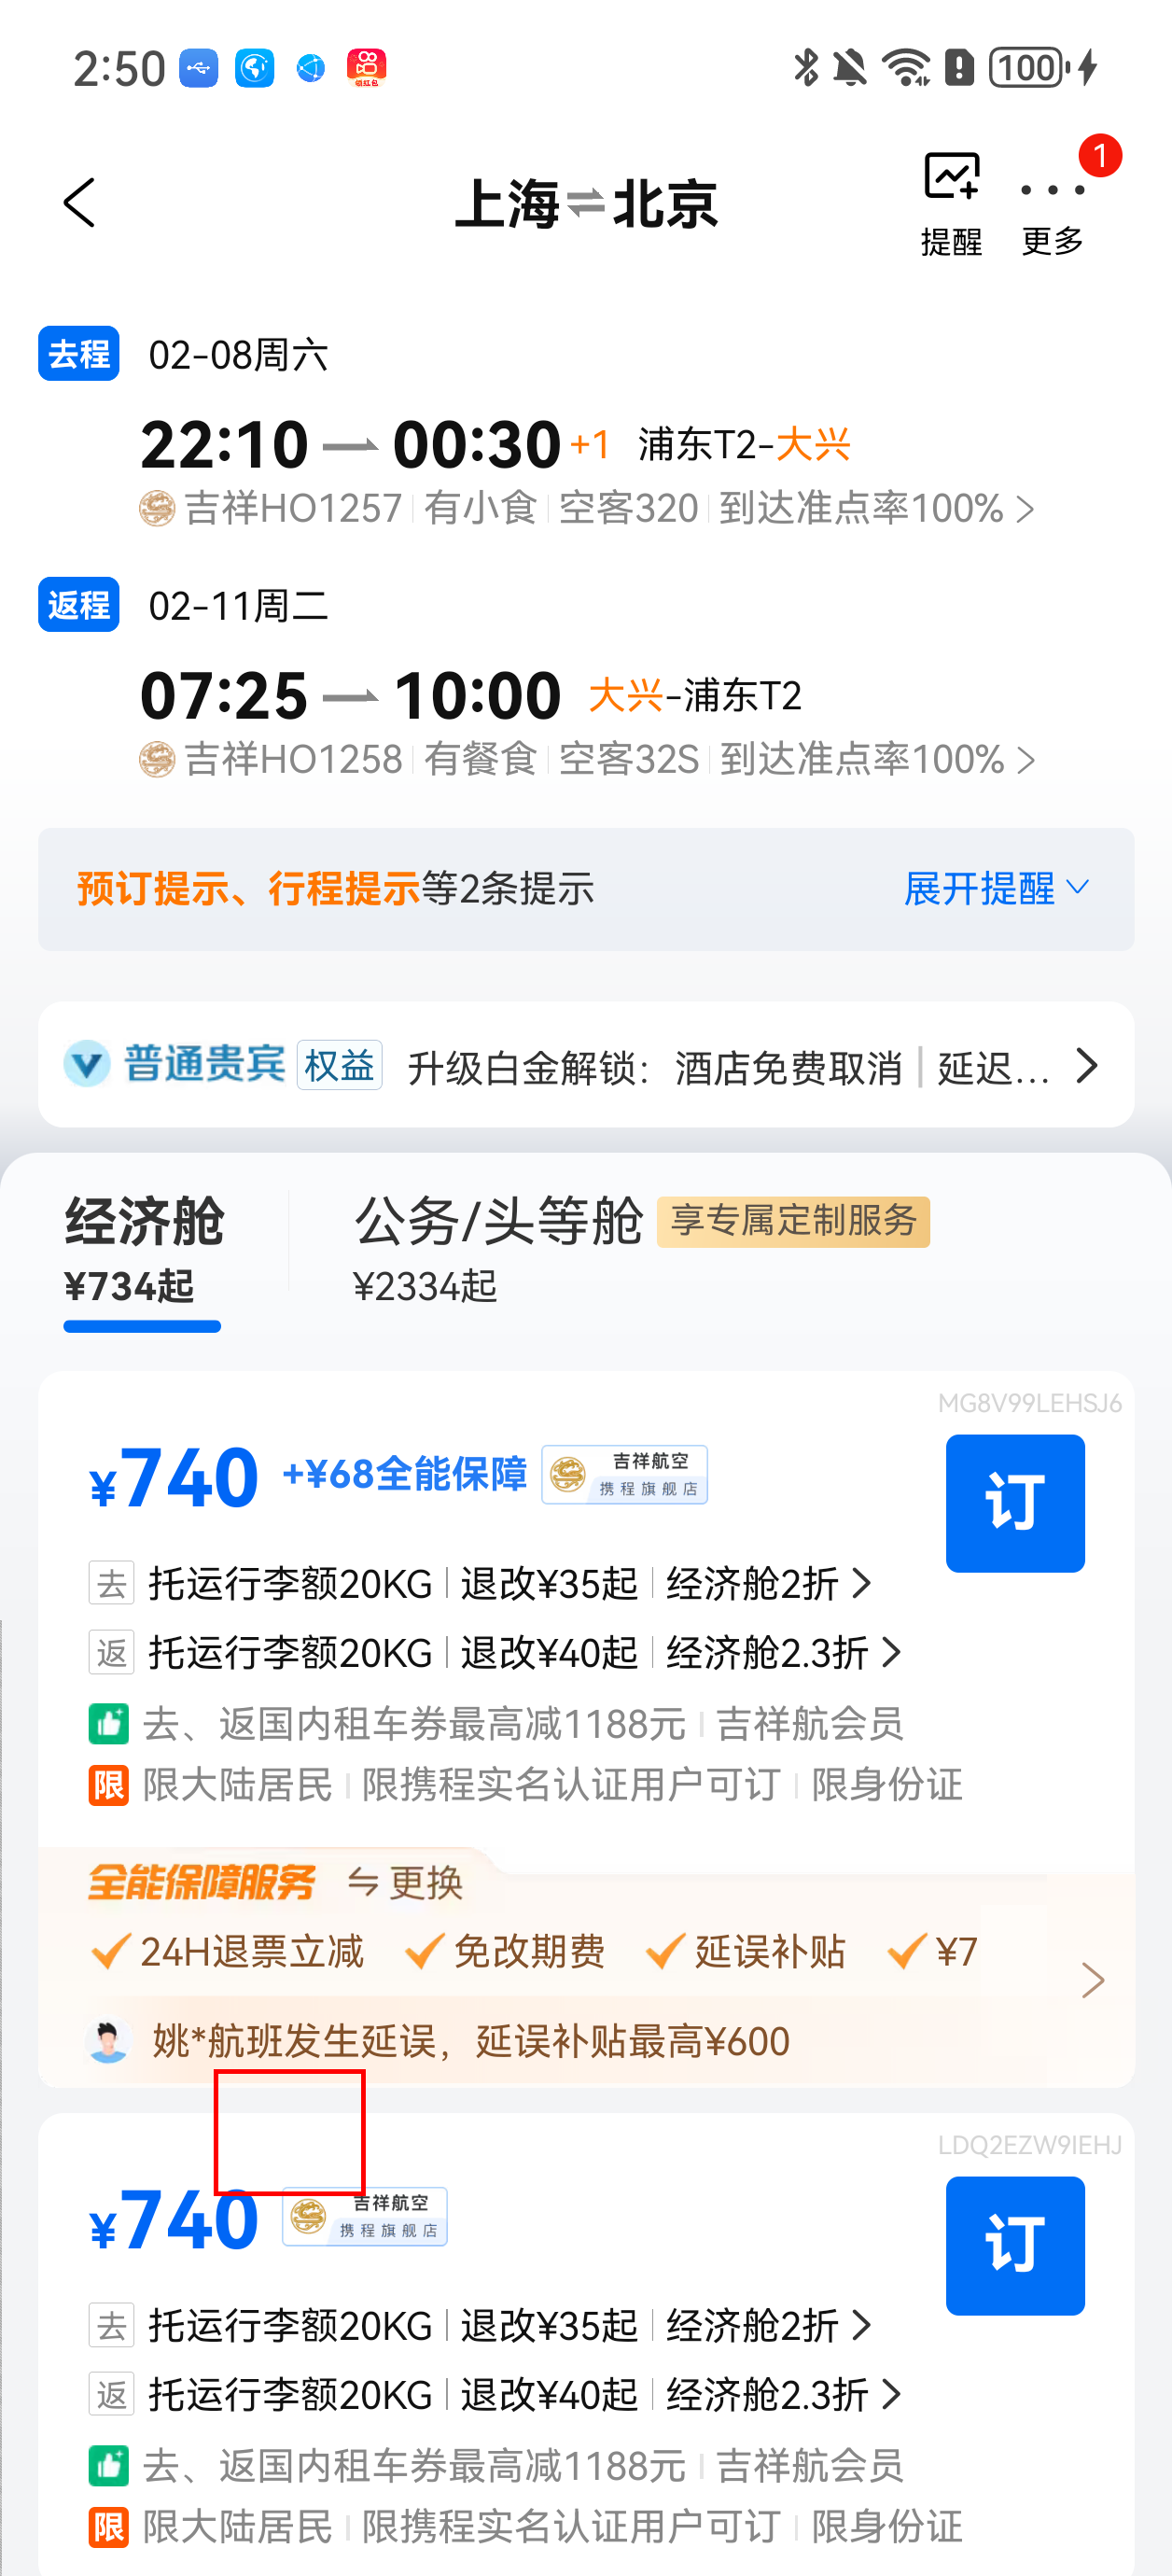 2:50 领红包 100
上海⇌北京
提醒
更多
1
去程 02-08周六
22:10 00:30 +1 浦东T2-大兴
吉祥HO1257 有小食 空客320 到达准点率100%
返程 02-11周二
07:25 10:00 大兴-浦东T2
吉祥HO1258 有餐食 空客32S 到达准点率100%
预订提示、行程提示等2条提示 展开提醒
普通贵宾 权益 升级白金解锁：酒店免费取消 | 延迟...
经济舱 公务/头等舱 享专属定制服务
¥734起 ¥2334起
MG8V99LEHSJ6
¥740 +¥68全能保障 吉祥航空 携程旗舰店 订
去 托运行李额20KG 退改¥35起 经济舱2折
返 托运行李额20KG 退改¥40起 经济舱2.3折
去、返国内租车券最高减1188元 吉祥航会员
限 限大陆居民 限携程实名认证用户可订 限身份证
全能保障服务 更换
24H退票立减 免改期费 延误补贴 ¥7
姚*航班发生延误，延误补贴最高¥600
LDQ2EZW9IEHJ
¥740 吉祥航空 携程旗舰店 订
去 托运行李额20KG 退改¥35起 经济舱2折
返 托运行李额20KG 退改¥40起 经济舱2.3折
去、返国内租车券最高减1188元 吉祥航会员
限 限大陆居民 限携程实名认证用户可订 限身份证